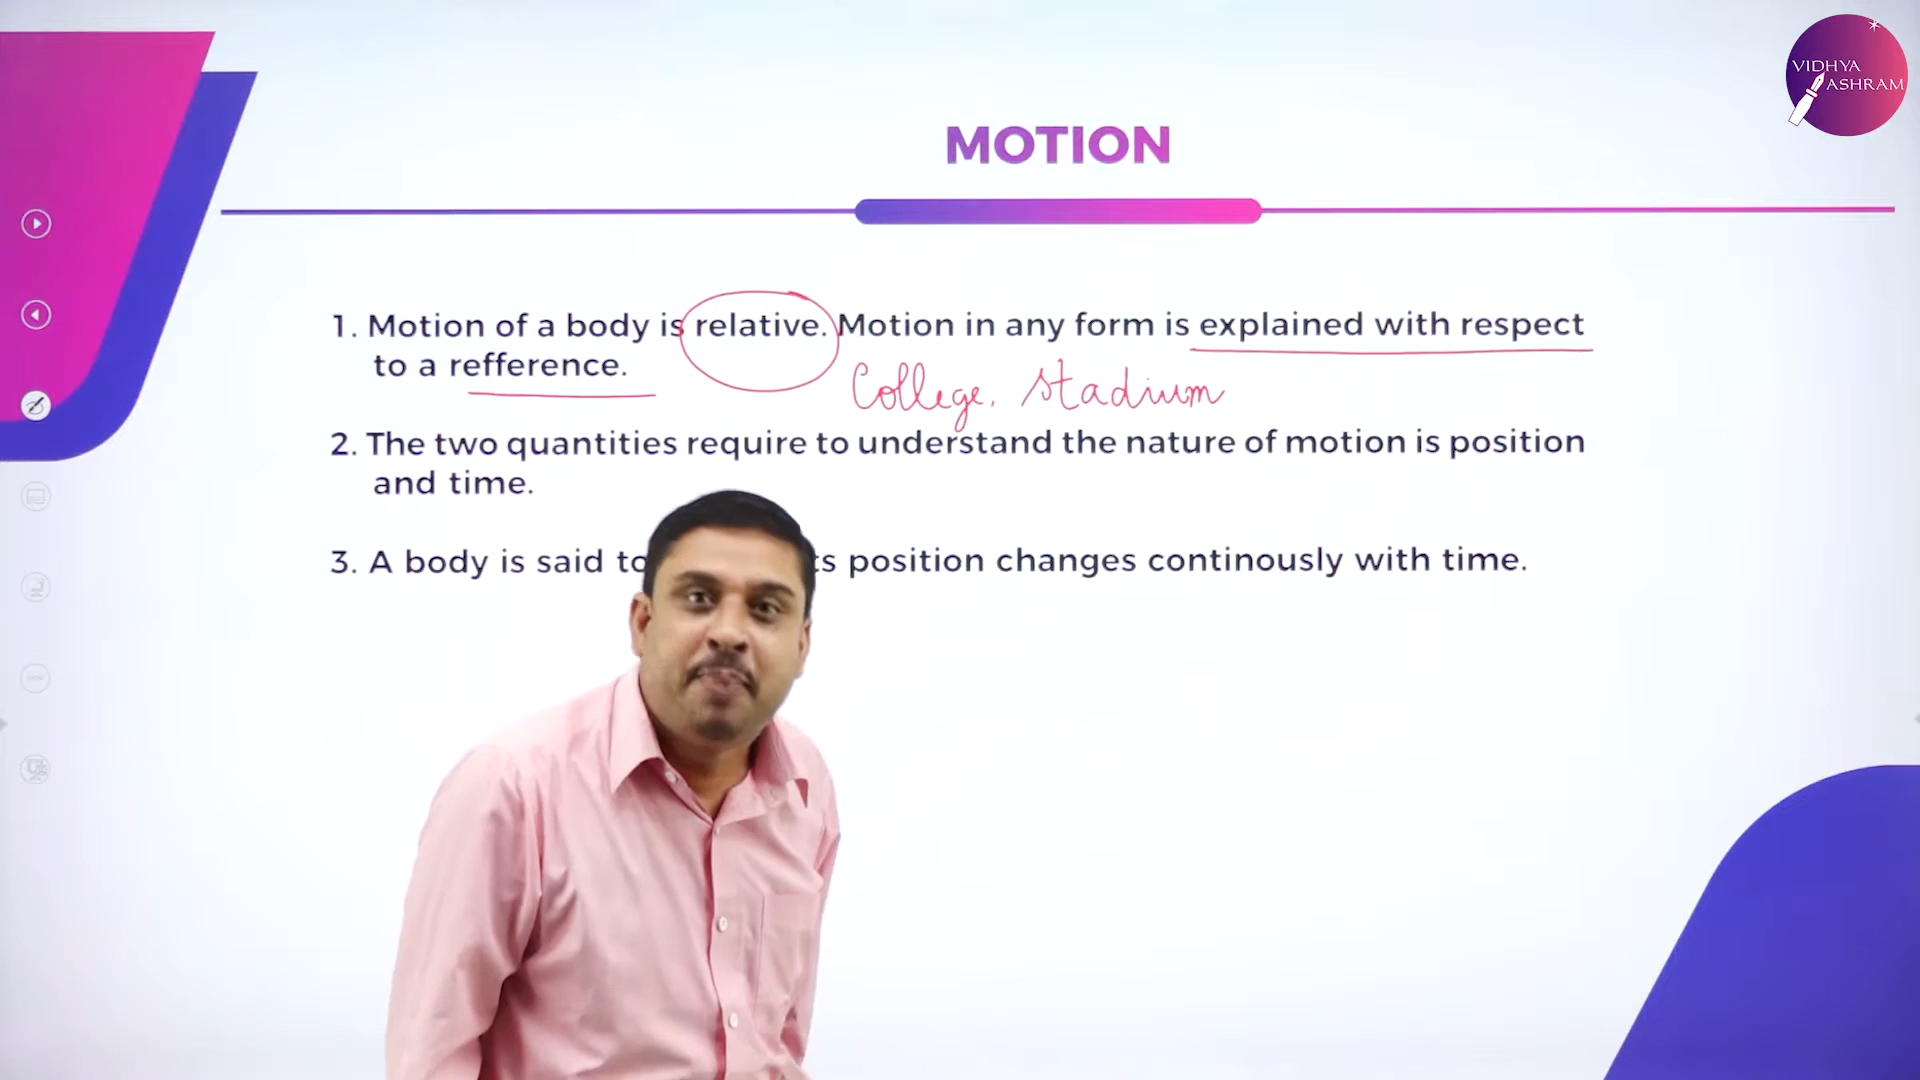 VIDHYA
ASHRAM
MOTION
1. Motion of a body is relative. Motion in any form is explained with respect
to a refference.
College, Stadium
2. The two quantities require to understand the nature of motion is position
and time.
3. A body is said to position changes continously with time.